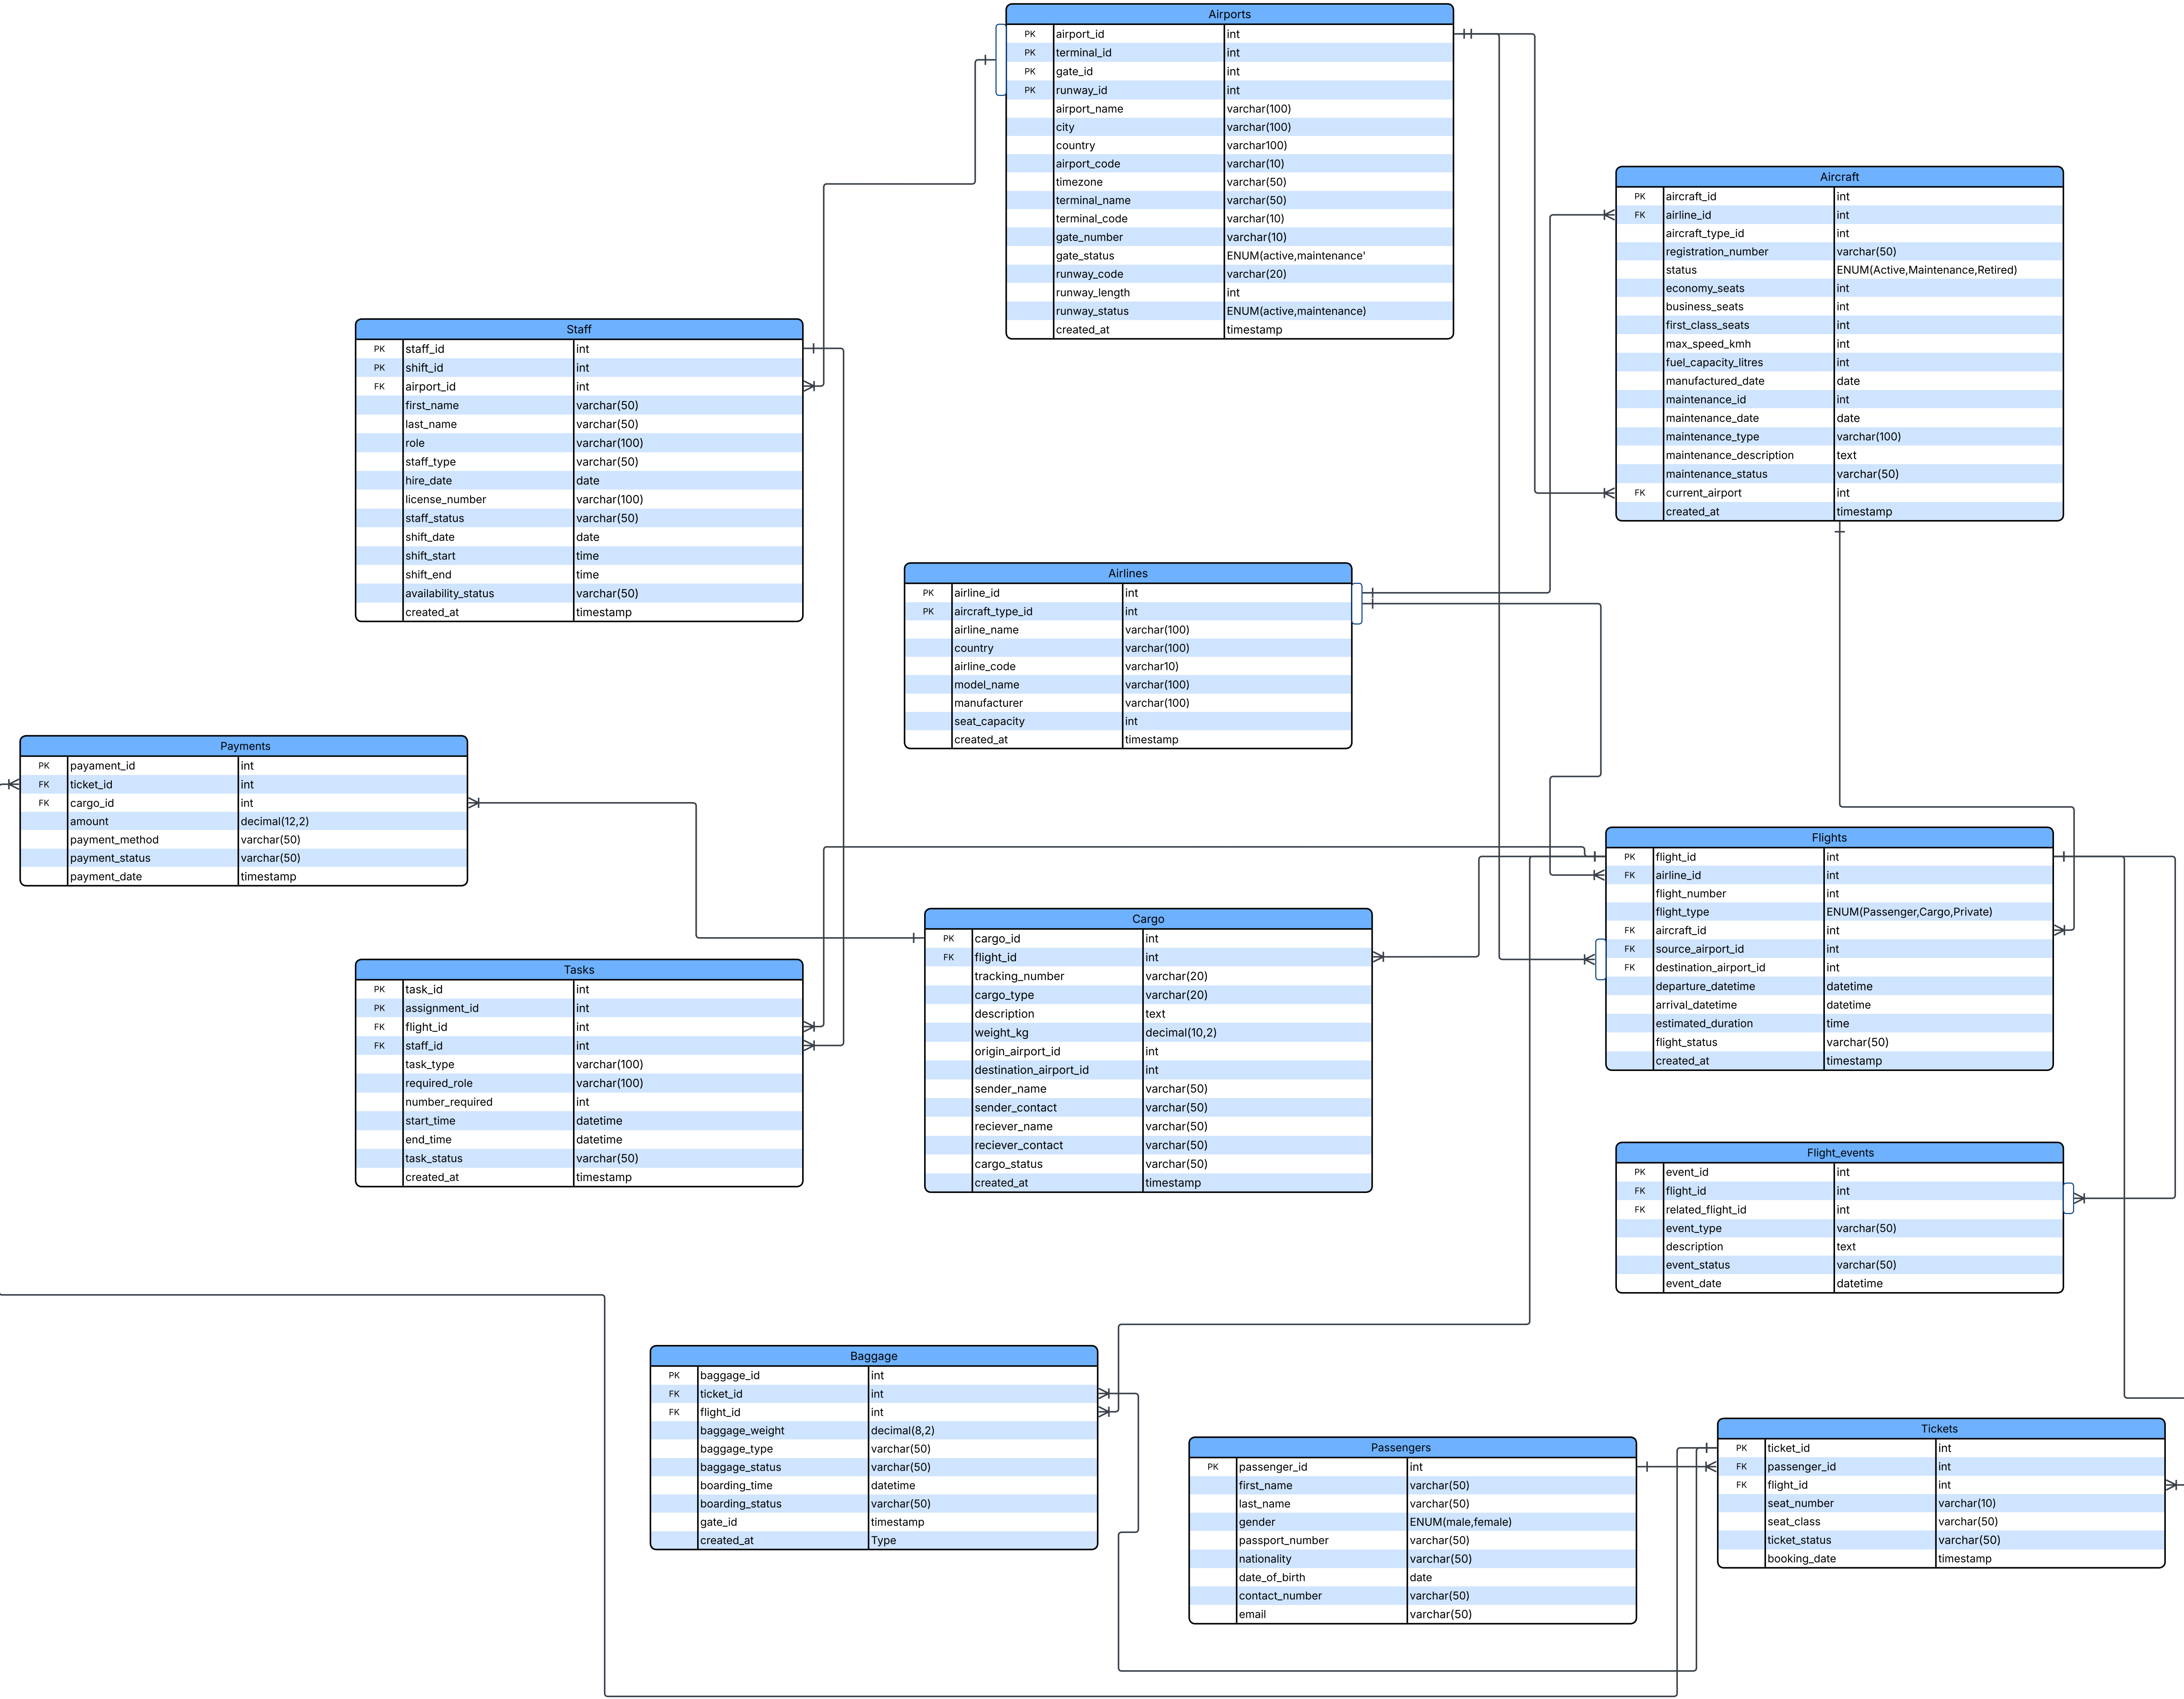 Airports
PK airport_id int
PK terminal_id int
PK gate_id int
PK runway_id int
airport_name varchar(100)
city varchar(100)
country varchar100)
airport_code varchar(10)
timezone varchar(50)
terminal_name varchar(50)
terminal_code varchar(10)
gate_number varchar(10)
gate_status ENUM(active,maintenance'
runway_code varchar(20)
runway_length int
runway_status ENUM(active,maintenance)
created_at timestamp
Aircraft
PK aircraft_id int
FK airline_id int
aircraft_type_id int
registration_number varchar(50)
status ENUM(Active,Maintenance,Retired)
economy_seats int
business_seats int
first_class_seats int
max_speed_kmh int
fuel_capacity_litres int
manufactured_date date
maintenance_id int
maintenance_date date
maintenance_type varchar(100)
maintenance_description text
maintenance_status varchar(50)
FK current_airport int
created_at timestamp
Staff
PK staff_id int
PK shift_id int
FK airport_id int
first_name varchar(50)
last_name varchar(50)
role varchar(100)
staff_type varchar(50)
hire_date date
license_number varchar(100)
staff_status varchar(50)
shift_date date
shift_start time
shift_end time
availability_status varchar(50)
created_at timestamp
Airlines
PK airline_id int
PK aircraft_type_id int
airline_name varchar(100)
country varchar(100)
airline_code varchar10)
model_name varchar(100)
manufacturer varchar(100)
seat_capacity int
created_at timestamp
Payments
PK payament_id int
FK ticket_id int
FK cargo_id int
amount decimal(12,2)
payment_method varchar(50)
payment_status varchar(50)
payment_date timestamp
Flights
PK flight_id int
FK airline_id int
flight_number int
flight_type ENUM(Passenger,Cargo,Private)
FK aircraft_id int
FK source_airport_id int
FK destination_airport_id int
departure_datetime datetime
arrival_datetime datetime
estimated_duration time
flight_status varchar(50)
created_at timestamp
Cargo
PK cargo_id int
FK flight_id int
tracking_number varchar(20)
cargo_type varchar(20)
description text
weight_kg decimal(10,2)
origin_airport_id int
destination_airport_id int
sender_name varchar(50)
sender_contact varchar(50)
reciever_name varchar(50)
reciever_contact varchar(50)
cargo_status varchar(50)
created_at timestamp
Tasks
PK task_id int
PK assignment_id int
FK flight_id int
FK staff_id int
task_type varchar(100)
required_role varchar(100)
number_required int
start_time datetime
end_time datetime
task_status varchar(50)
created_at timestamp
Flight_events
PK event_id int
FK flight_id int
FK related_flight_id int
event_type varchar(50)
description text
event_status varchar(50)
event_date datetime
Baggage
PK baggage_id int
FK ticket_id int
FK flight_id int
baggage_weight decimal(8,2)
baggage_type varchar(50)
baggage_status varchar(50)
boarding_time datetime
boarding_status varchar(50)
gate_id timestamp
created_at Type
Passengers
PK passenger_id int
first_name varchar(50)
last_name varchar(50)
gender ENUM(male,female)
passport_number varchar(50)
nationality varchar(50)
date_of_birth date
contact_number varchar(50)
email varchar(50)
Tickets
PK ticket_id int
FK passenger_id int
FK flight_id int
seat_number varchar(10)
seat_class varchar(50)
ticket_status varchar(50)
booking_date timestamp